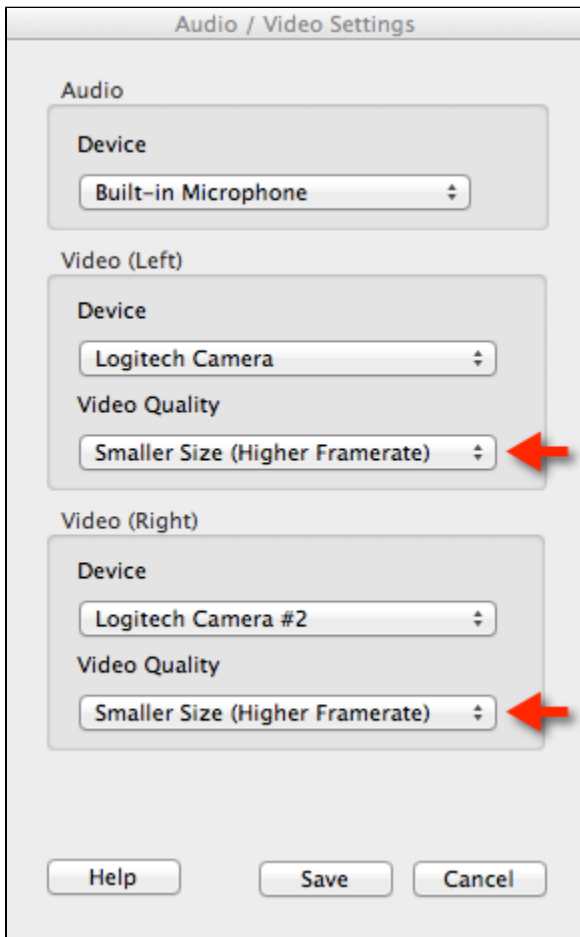 Audio / Video Settings
Audio
Device
Built-in Microphone
Video (Left)
Device
Logitech Camera
Video Quality
Smaller Size (Higher Framerate)
Video (Right)
Device
Logitech Camera #2
Video Quality
Smaller Size (Higher Framerate)
Help Save Cancel